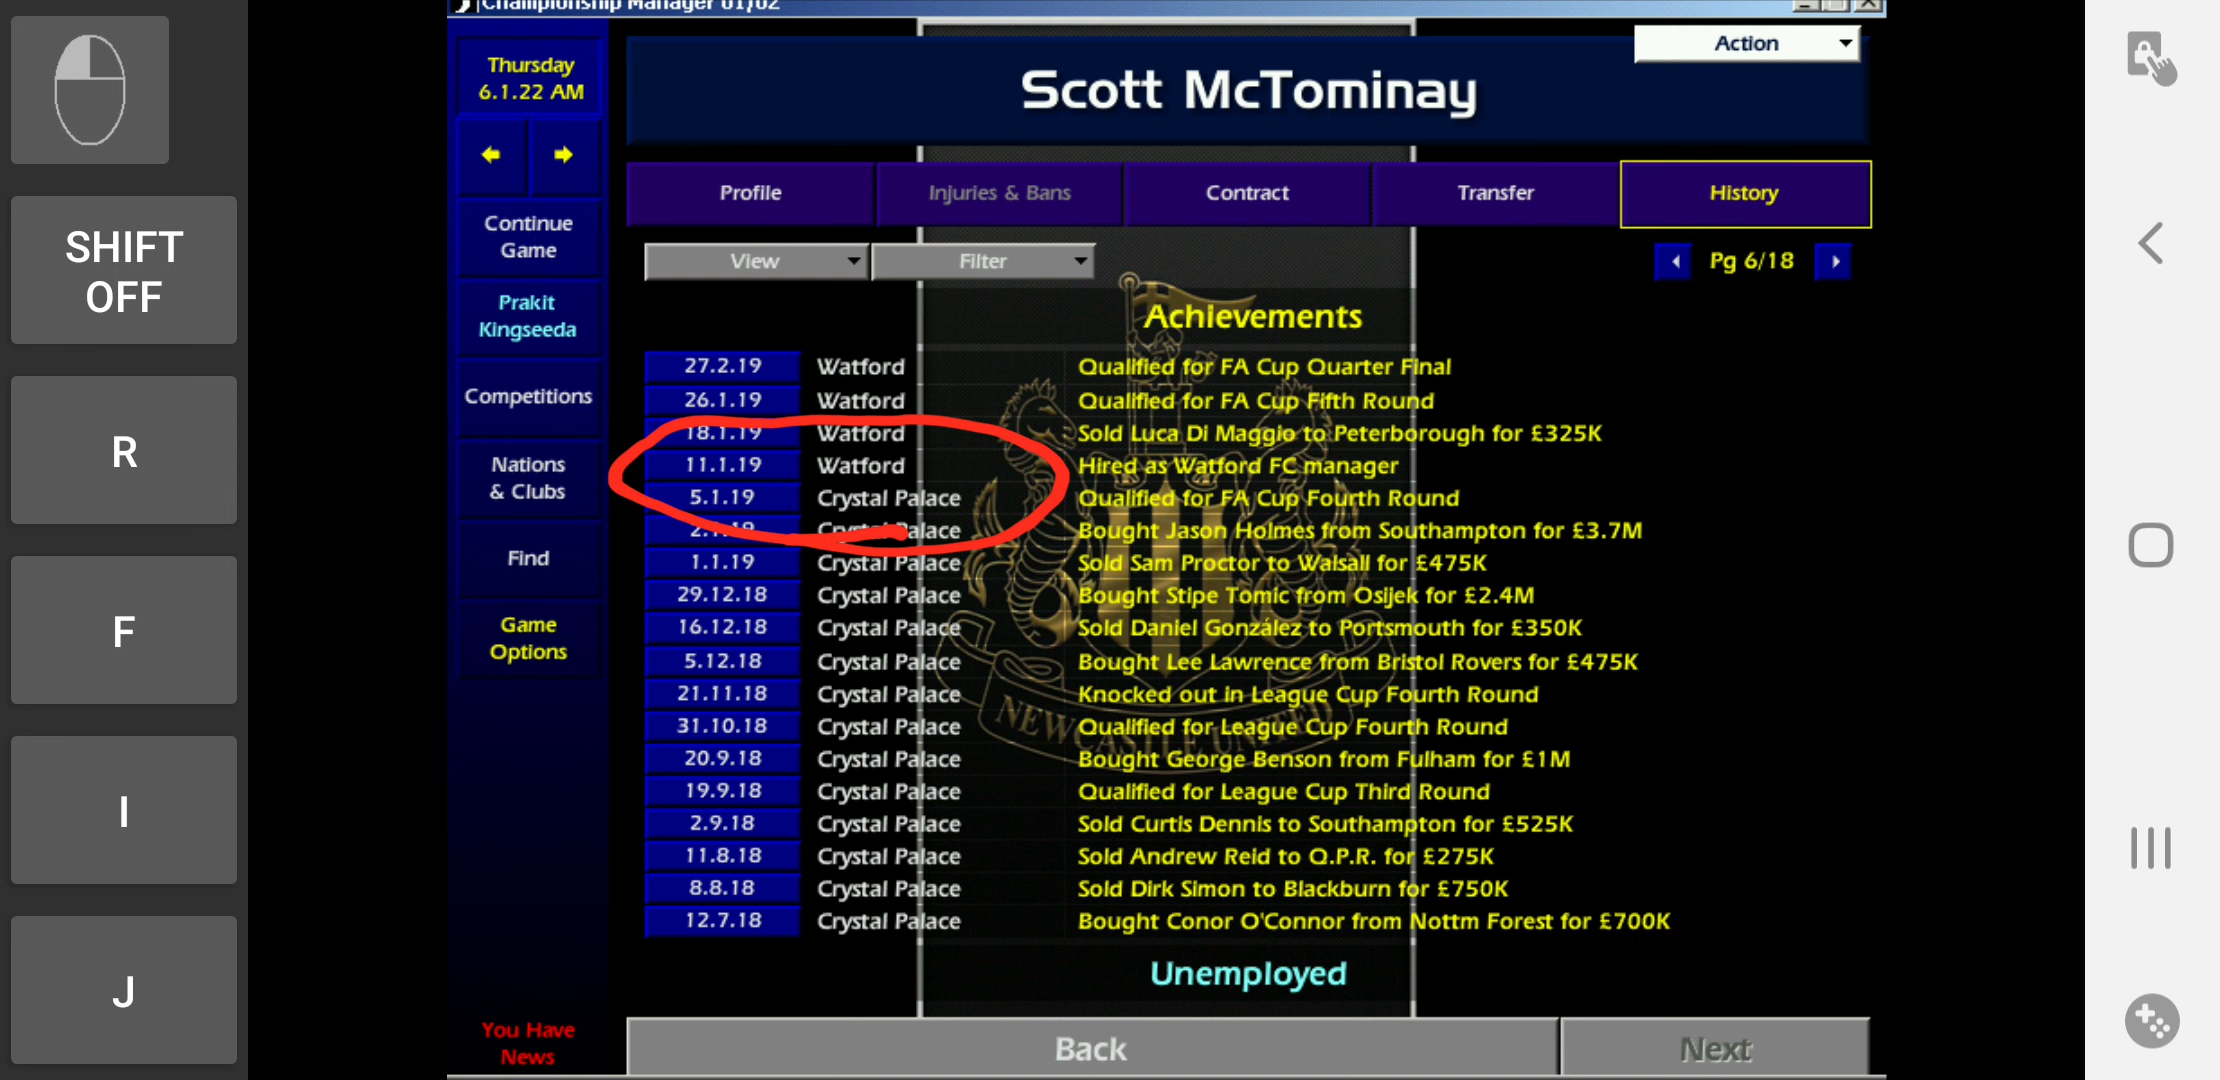 Championship Manager 01/02
SHIFT
OFF
R
F
I
J
Thursday
6.1.22 AM
Continue
Game
Prakit
Kingseeda
Competitions
Nations
& Clubs
Find
Game
Options
You Have
News
Action
Scott McTominay
Profile Injuries & Bans Contract Transfer History
View Filter Pg 6/18
Achievements
27.2.19 Watford Qualified for FA Cup Quarter Final
26.1.19 Watford Qualified for FA Cup Fifth Round
18.1.19 Watford Sold Luca Di Maggio to Peterborough for £325K
11.1.19 Watford Hired as Watford FC manager
5.1.19 Crystal Palace Qualified for FA Cup Fourth Round
Crystal Palace Bought Jason Holmes from Southampton for £3.7M
1.1.19 Crystal Palace Sold Sam Proctor to Walsall for £475K
29.12.18 Crystal Palace Bought Stipe Tomic from Osijek for £2.4M
16.12.18 Crystal Palace Sold Daniel González to Portsmouth for £350K
5.12.18 Crystal Palace Bought Lee Lawrence from Bristol Rovers for £475K
21.11.18 Crystal Palace Knocked out in League Cup Fourth Round
31.10.18 Crystal Palace Qualified for League Cup Fourth Round
20.9.18 Crystal Palace Bought George Benson from Fulham for £1M
19.9.18 Crystal Palace Qualified for League Cup Third Round
2.9.18 Crystal Palace Sold Curtis Dennis to Southampton for £525K
11.8.18 Crystal Palace Sold Andrew Reid to Q.P.R. for £275K
8.8.18 Crystal Palace Sold Dirk Simon to Blackburn for £750K
12.7.18 Crystal Palace Bought Conor O'Connor from Nottm Forest for £700K
NEWCASTLE UNITED
Unemployed
Back Next